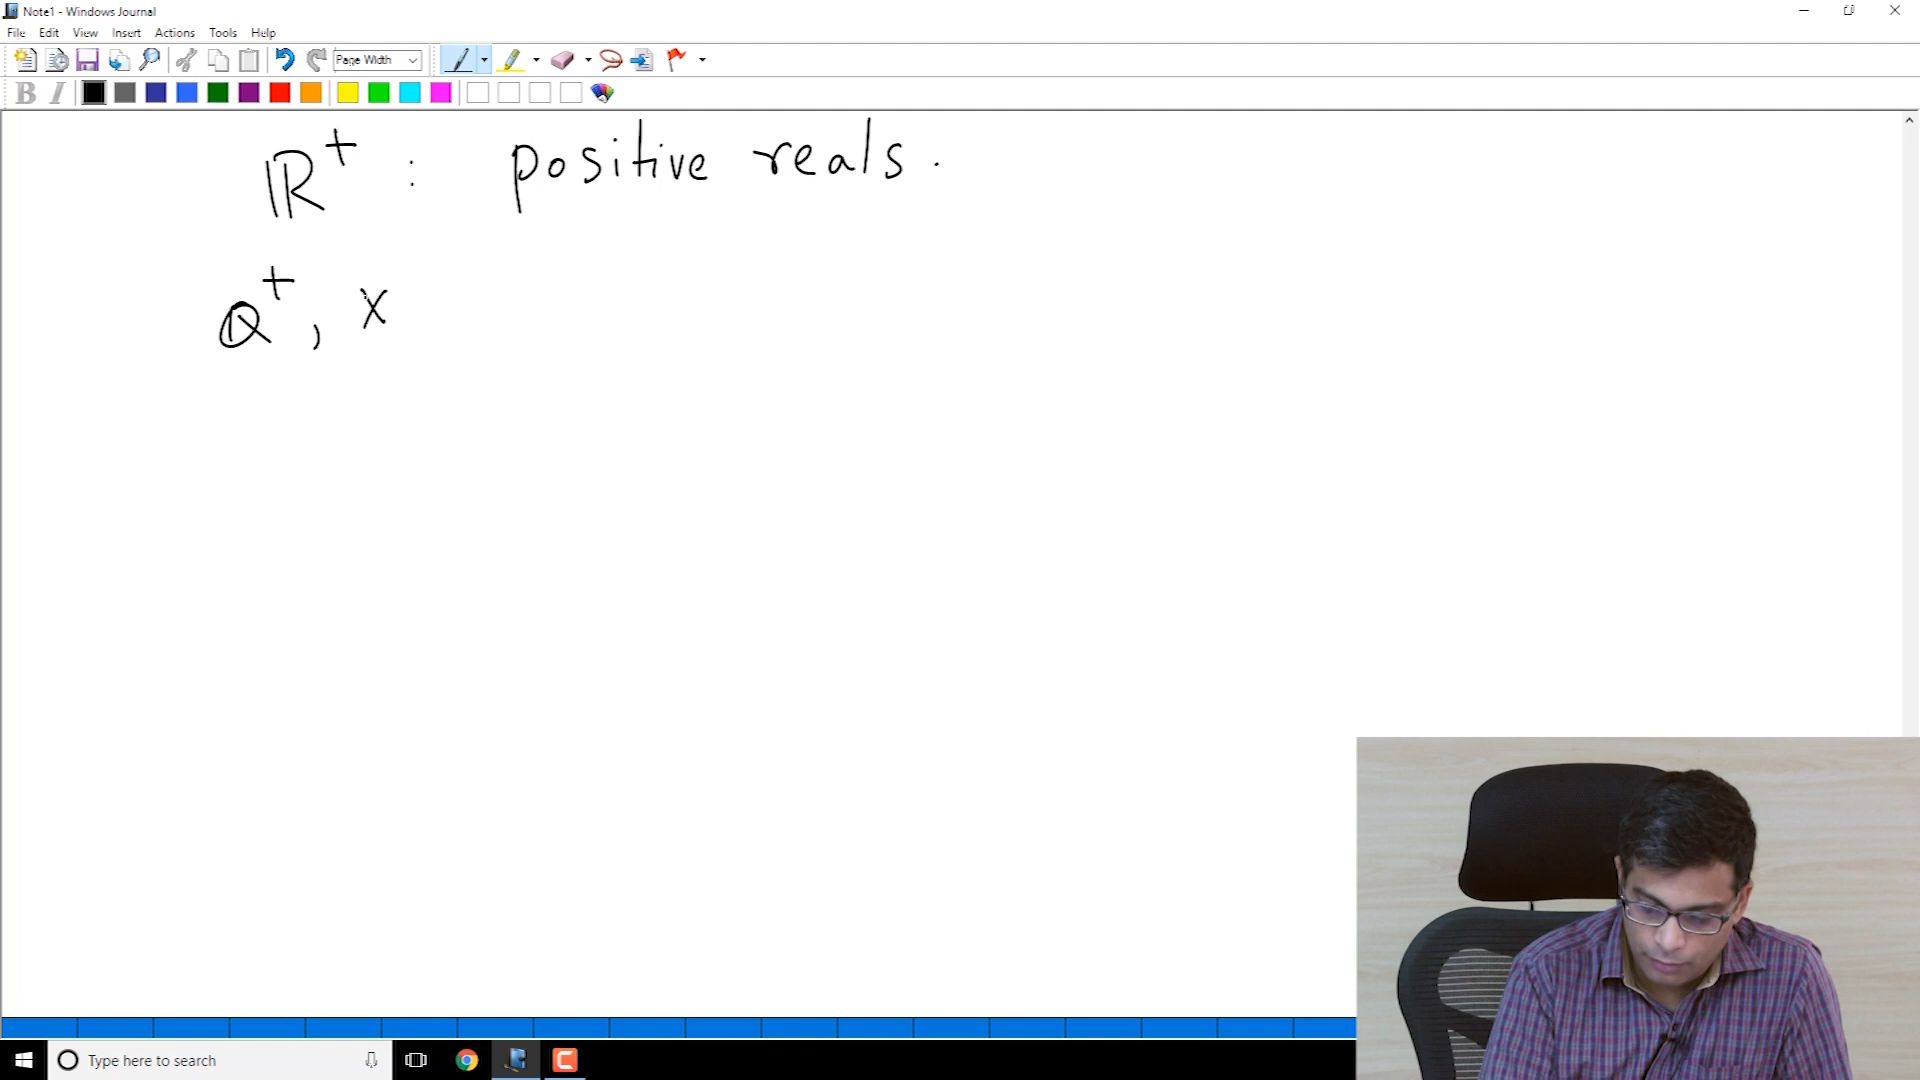 Note1 - Windows Journal
File Edit View Insert Actions Tools Help
Page Width
B I
ℝ⁺ : positive reals.
ℚ⁺, ×
Type here to search